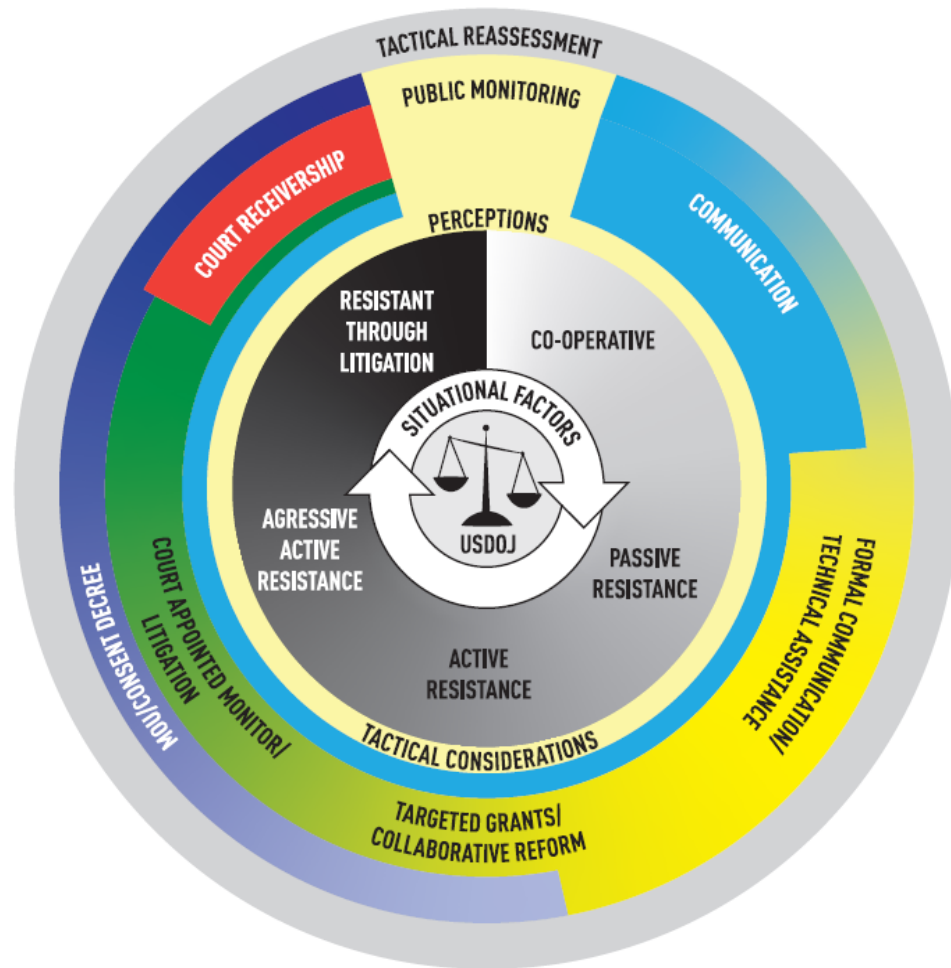 TACTICAL REASSESSMENT
PUBLIC MONITORING
COURT RECEIVERSHIP
COMMUNICATION
PERCEPTIONS
RESISTANT
THROUGH
LITIGATION
CO-OPERATIVE
SITUATIONAL FACTORS
USDOJ
AGRESSIVE
ACTIVE
RESISTANCE
PASSIVE
RESISTANCE
ACTIVE
RESISTANCE
TACTICAL CONSIDERATIONS
FORMAL COMMUNICATION/
TECHNICAL ASSISTANCE
COURT APPOINTED MONITOR/
LITIGATION
MOU/CONSENT DECREE
TARGETED GRANTS/
COLLABORATIVE REFORM